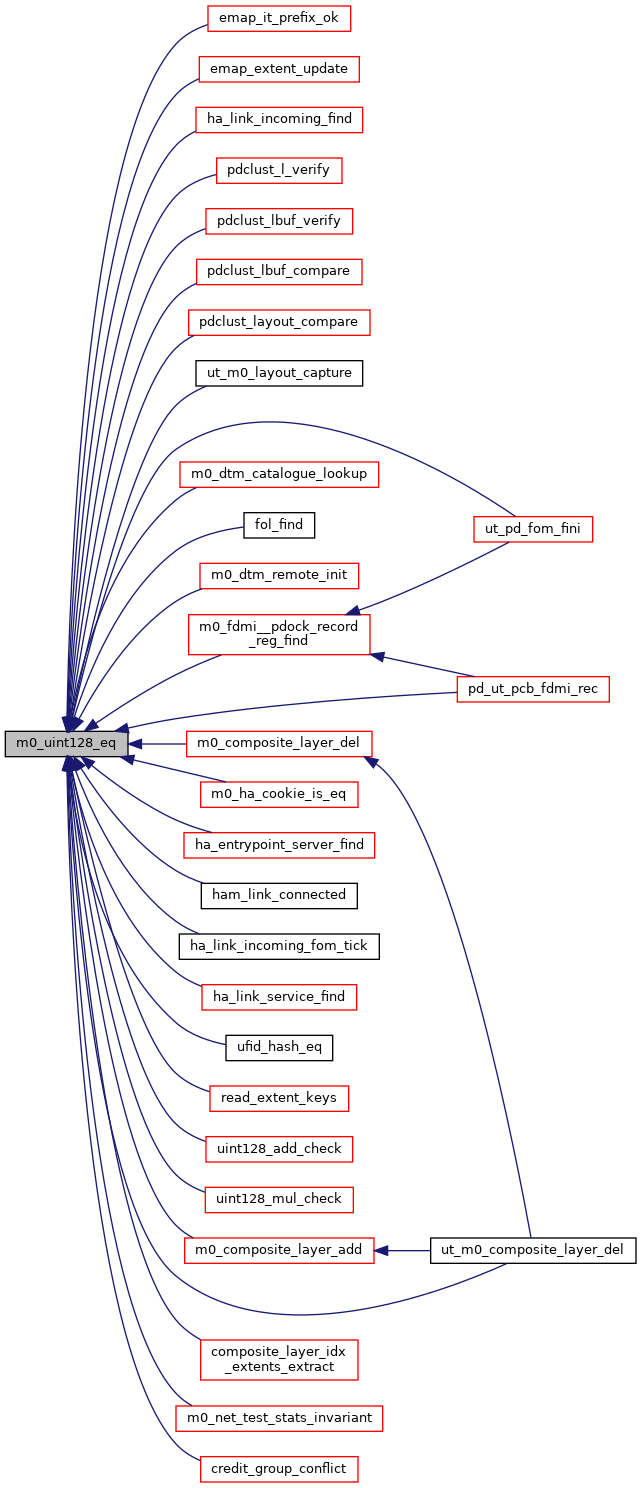 emap_it_prefix_ok
emap_extent_update
ha_link_incoming_find
pdclust_l_verify
pdclust_lbuf_verify
pdclust_lbuf_compare
pdclust_layout_compare
ut_m0_layout_capture
m0_dtm_catalogue_lookup
fol_find
ut_pd_fom_fini
m0_dtm_remote_init
m0_fdmi__pdock_record
_reg_find
pd_ut_pcb_fdmi_rec
m0_uint128_eq
m0_composite_layer_del
m0_ha_cookie_is_eq
ha_entrypoint_server_find
ham_link_connected
ha_link_incoming_fom_tick
ha_link_service_find
ufid_hash_eq
read_extent_keys
uint128_add_check
uint128_mul_check
m0_composite_layer_add
ut_m0_composite_layer_del
composite_layer_idx
_extents_extract
m0_net_test_stats_invariant
credit_group_conflict